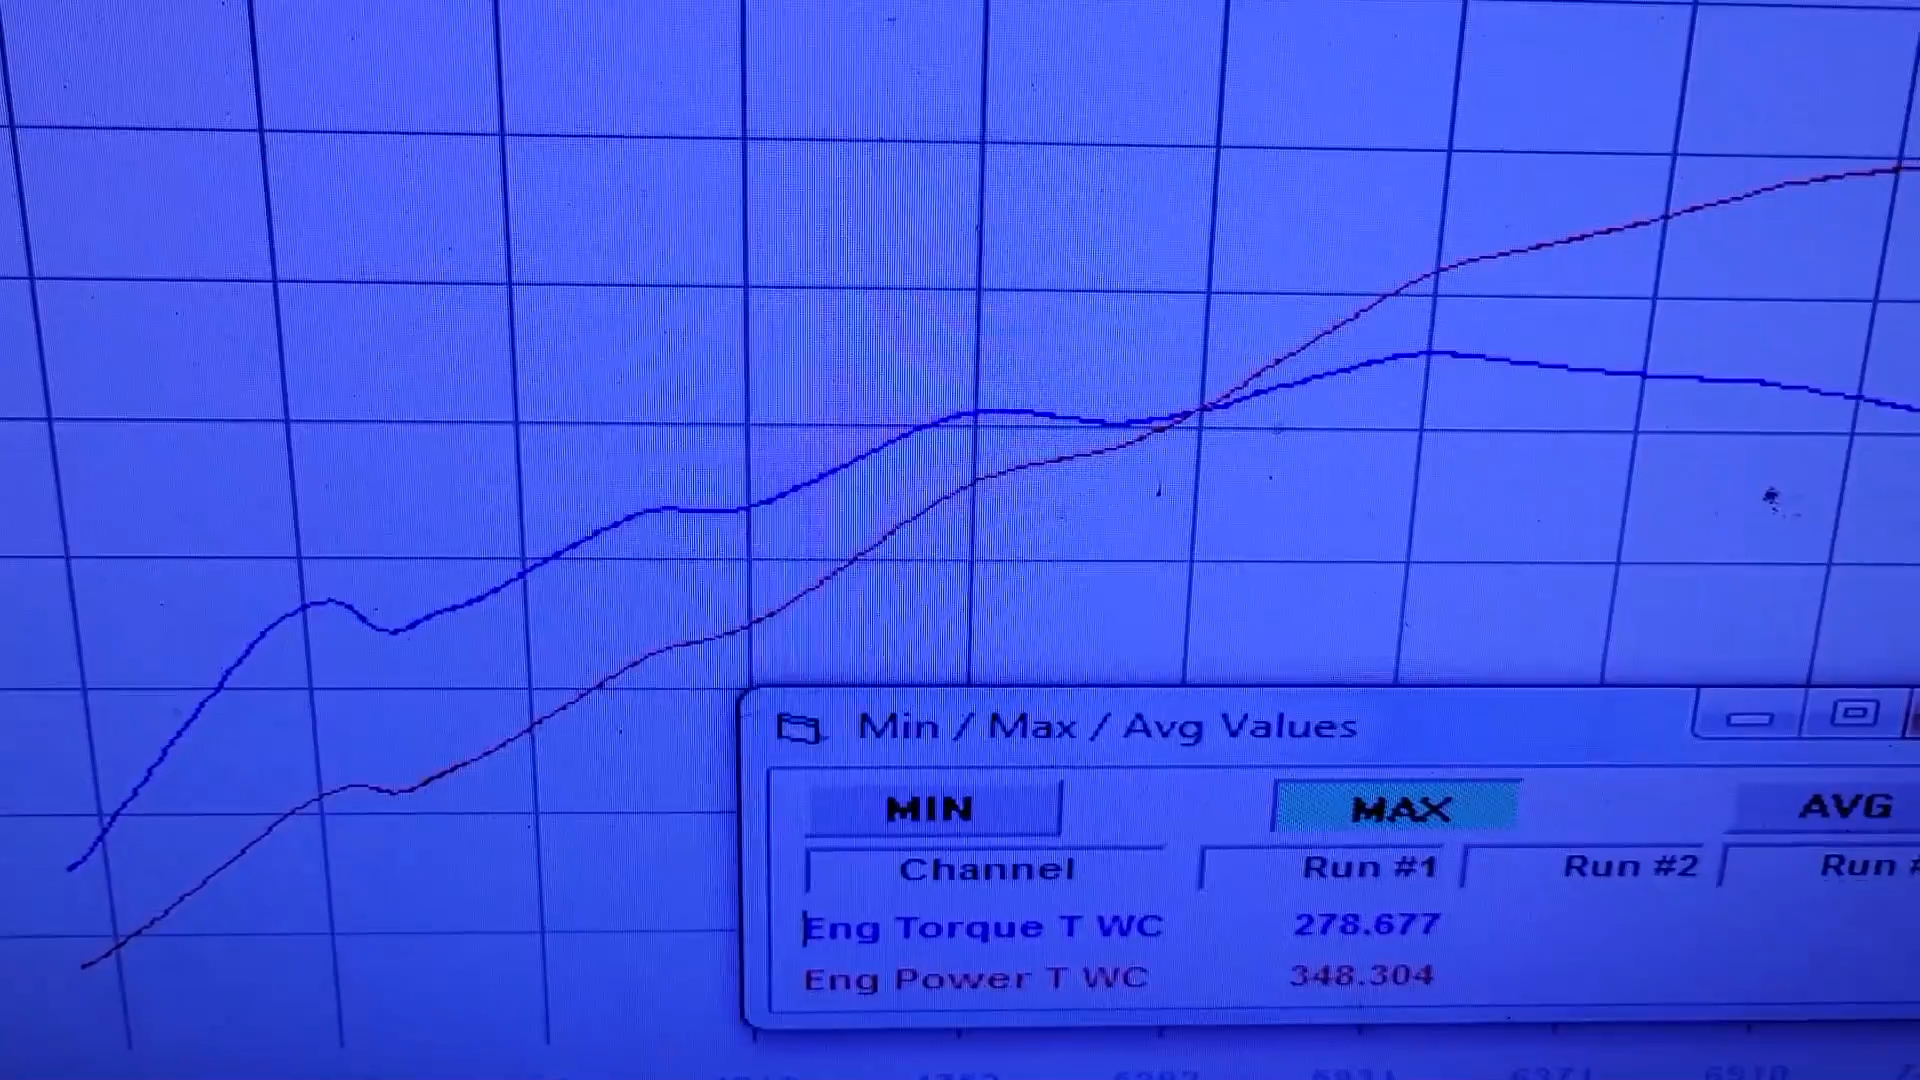 Min / Max / Avg Values
MIN MAX AVG
Channel Run #1 Run #2 Run
Eng Torque T WC 278.677
Eng Power T WC 348.304